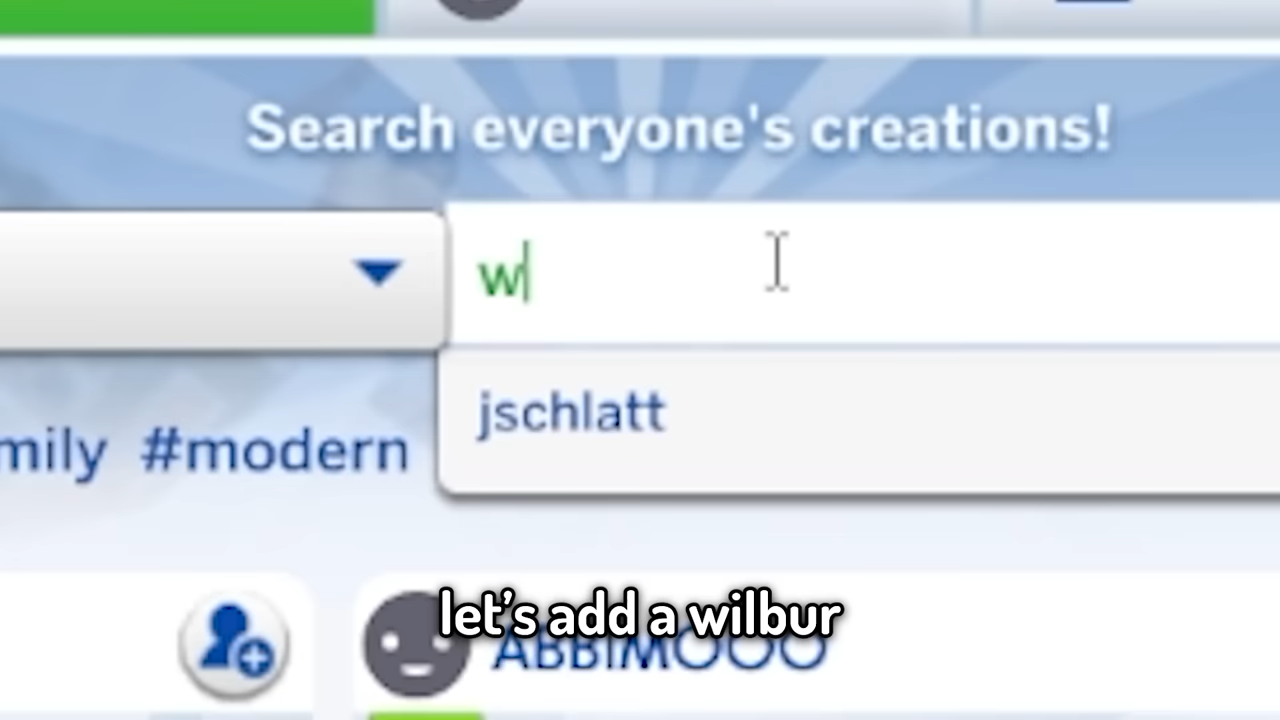 Search everyone's creations!
w
jschlatt
mily #modern
let's add a wilbur
ABBIMOOO